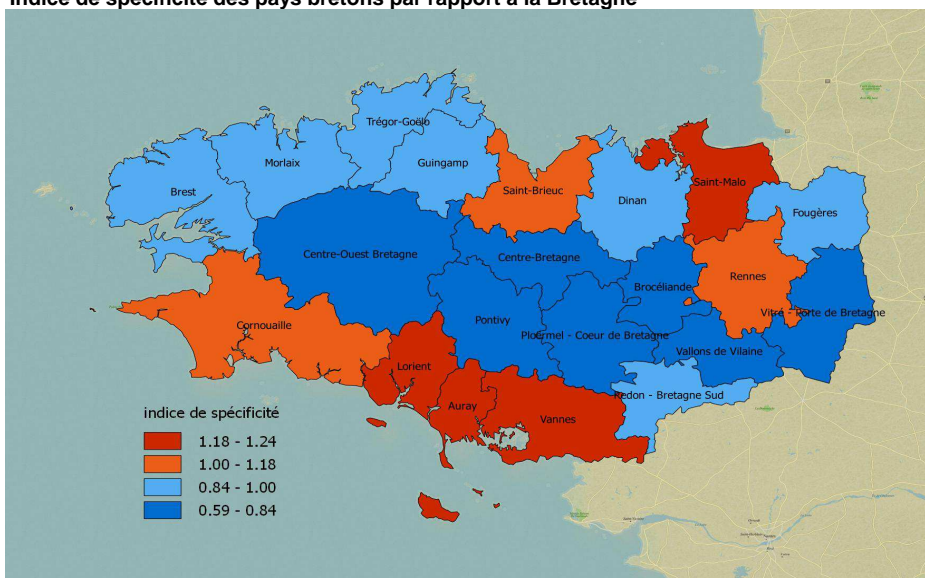 Indice de spécificité des pays bretons par rapport à la Bretagne
Trégor-Goëlo
Morlaix
Guingamp
Brest
Saint-Brieuc
Saint-Malo
Dinan
Fougères
Centre-Ouest Bretagne
Centre-Bretagne
Rennes
Brocéliande
Vitré - Porte de Bretagne
Pontivy
Cornouaille
Ploërmel - Coeur de Bretagne
Vallons de Vilaine
Lorient
Redon - Bretagne Sud
Auray
Vannes
indice de spécificité
1.18 - 1.24
1.00 - 1.18
0.84 - 1.00
0.59 - 0.84